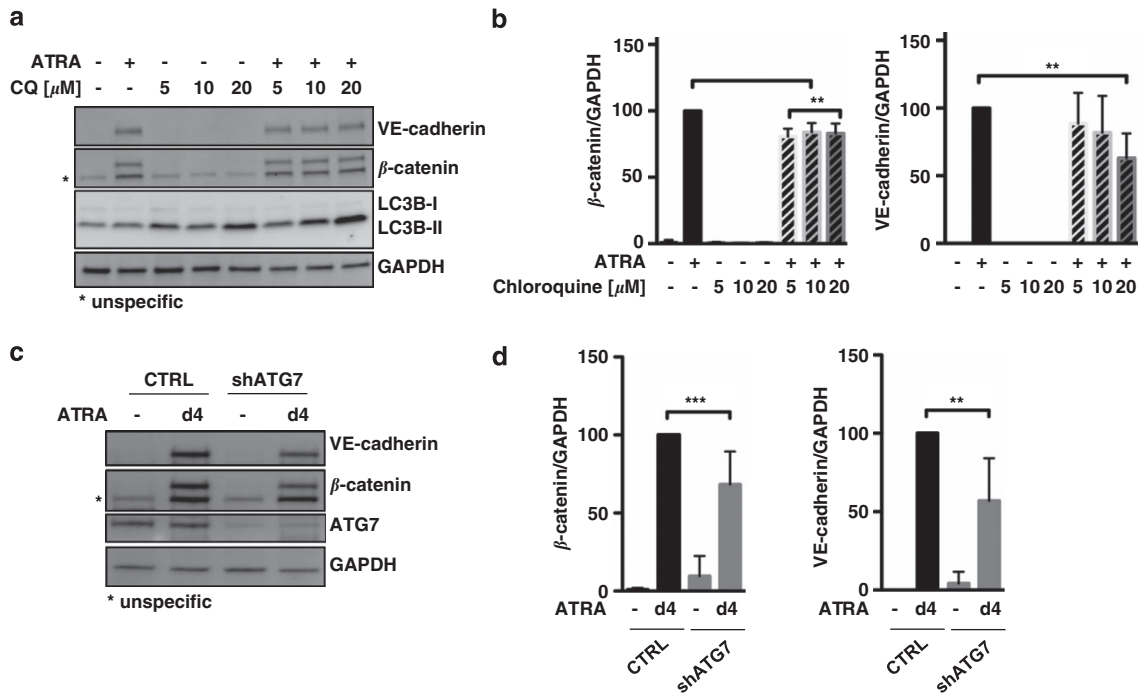 a
ATRA - + - - - + + +
CQ [μM] - - 5 10 20 5 10 20
VE-cadherin
* β-catenin
LC3B-I
LC3B-II
GAPDH
* unspecific
b
β-catenin/GAPDH
150
100
50
0
**
ATRA - + - - - + + +
Chloroquine [μM] - - 5 10 20 5 10 20
VE-cadherin/GAPDH
150
100
50
0
**
- + - - - + + +
- - 5 10 20 5 10 20
c
CTRL shATG7
ATRA - d4 - d4
VE-cadherin
* β-catenin
ATG7
GAPDH
* unspecific
d
β-catenin/GAPDH
150
100
50
0
***
ATRA - d4 - d4
CTRL shATG7
VE-cadherin/GAPDH
150
100
50
0
**
ATRA - d4 - d4
CTRL shATG7